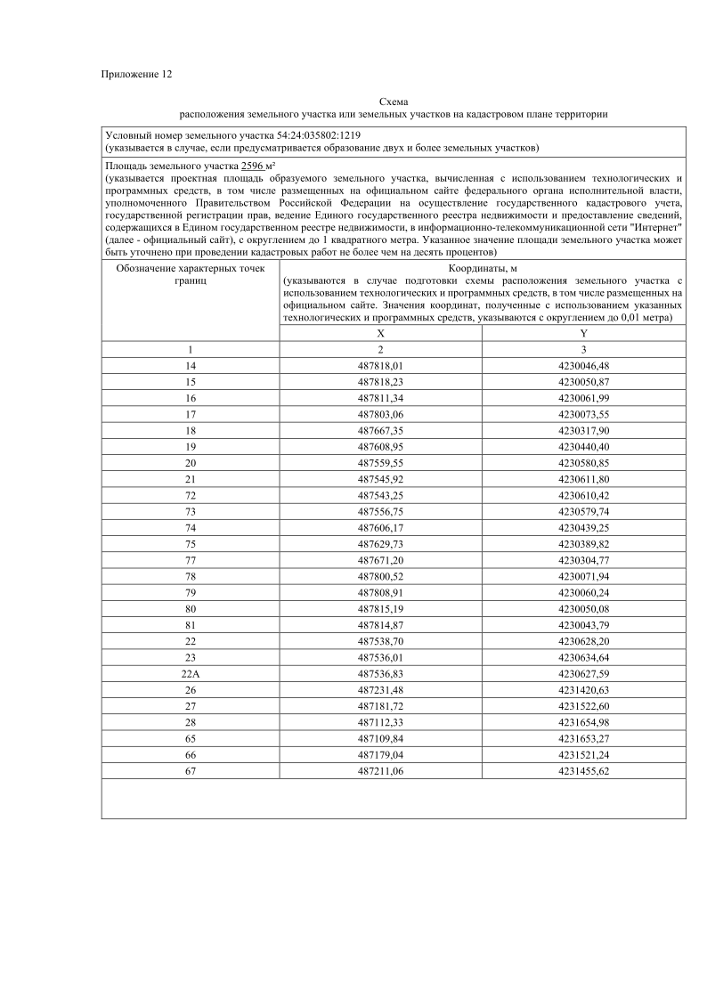 Приложение 12
Схема
расположения земельного участка или земельных участков на кадастровом плане территории
Условный номер земельного участка 54:24:035802:1219
(указывается в случае, если предусматривается образование двух и более земельных участков)
Площадь земельного участка 2596 м²
(указывается проектная площадь образуемого земельного участка, вычисленная с использованием технологических и
программных средств, в том числе размещенных на официальном сайте федерального органа исполнительной власти,
уполномоченного Правительством Российской Федерации на осуществление государственного кадастрового учета,
государственной регистрации прав, ведение Единого государственного реестра недвижимости и предоставление сведений,
содержащихся в Едином государственном реестре недвижимости, в информационно-телекоммуникационной сети "Интернет"
(далее - официальный сайт), с округлением до 1 квадратного метра. Указанное значение площади земельного участка может
быть уточнено при проведении кадастровых работ не более чем на десять процентов)
Обозначение характерных точек
границ
Координаты, м
(указываются в случае подготовки схемы расположения земельного участка с
использованием технологических и программных средств, в том числе размещенных на
официальном сайте. Значения координат, полученные с использованием указанных
технологических и программных средств, указываются с округлением до 0,01 метра)
X Y
1 2 3
14 487818,01 4230046,48
15 487818,23 4230050,87
16 487811,34 4230061,99
17 487803,06 4230073,55
18 487667,35 4230317,90
19 487608,95 4230440,40
20 487559,55 4230580,85
21 487545,92 4230611,80
72 487543,25 4230610,42
73 487556,75 4230579,74
74 487606,17 4230439,25
75 487629,73 4230389,82
77 487671,20 4230304,77
78 487800,52 4230071,94
79 487808,91 4230060,24
80 487815,19 4230050,08
81 487814,87 4230043,79
22 487538,70 4230628,20
23 487536,01 4230634,64
22А 487536,83 4230627,59
26 487231,48 4231420,63
27 487181,72 4231522,60
28 487112,33 4231654,98
65 487109,84 4231653,27
66 487179,04 4231521,24
67 487211,06 4231455,62